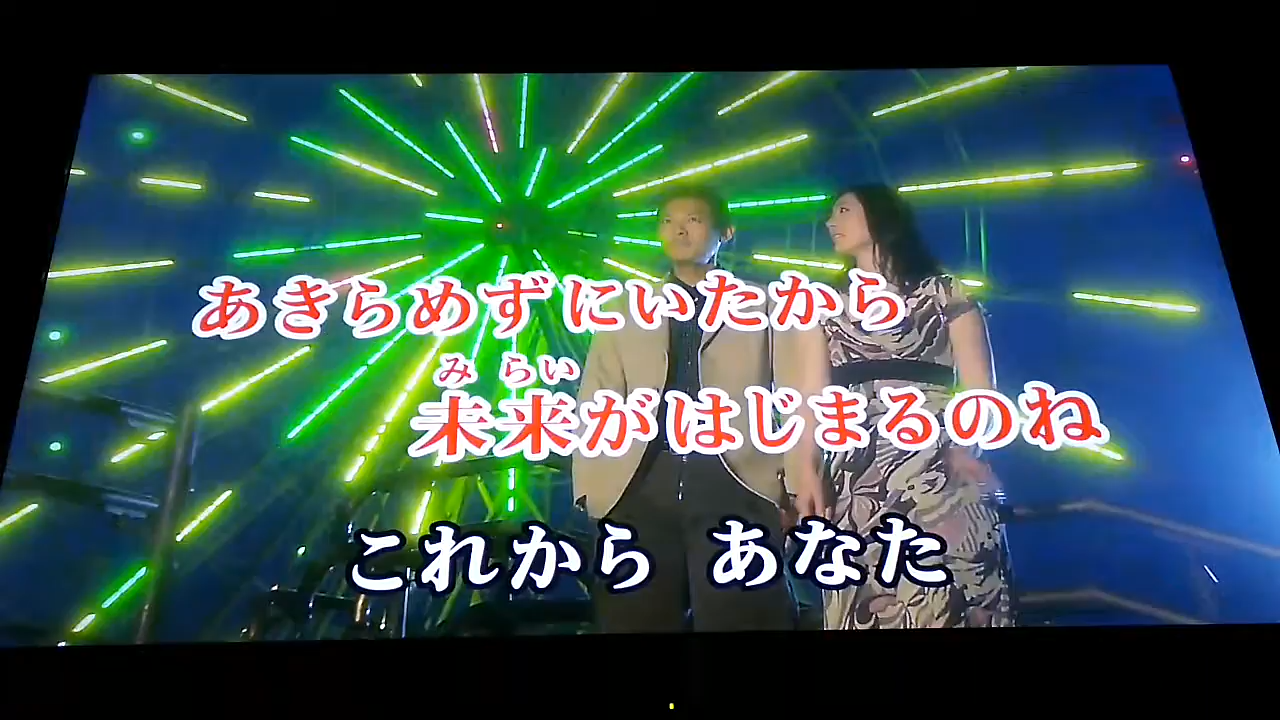 あきらめずにいたから
みらい
未来がはじまるのね
これから あなた